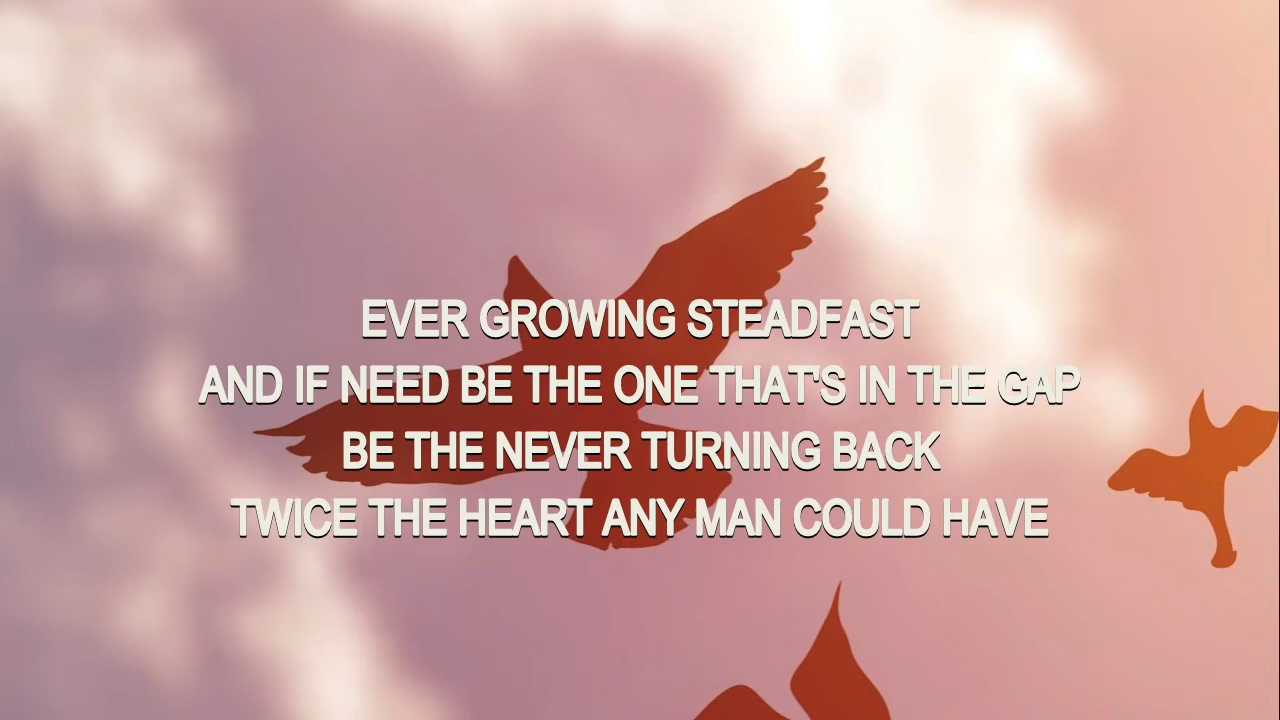 EVER GROWING STEADFAST
AND IF NEED BE THE ONE THAT'S IN THE GAP
BE THE NEVER TURNING BACK
TWICE THE HEART ANY MAN COULD HAVE